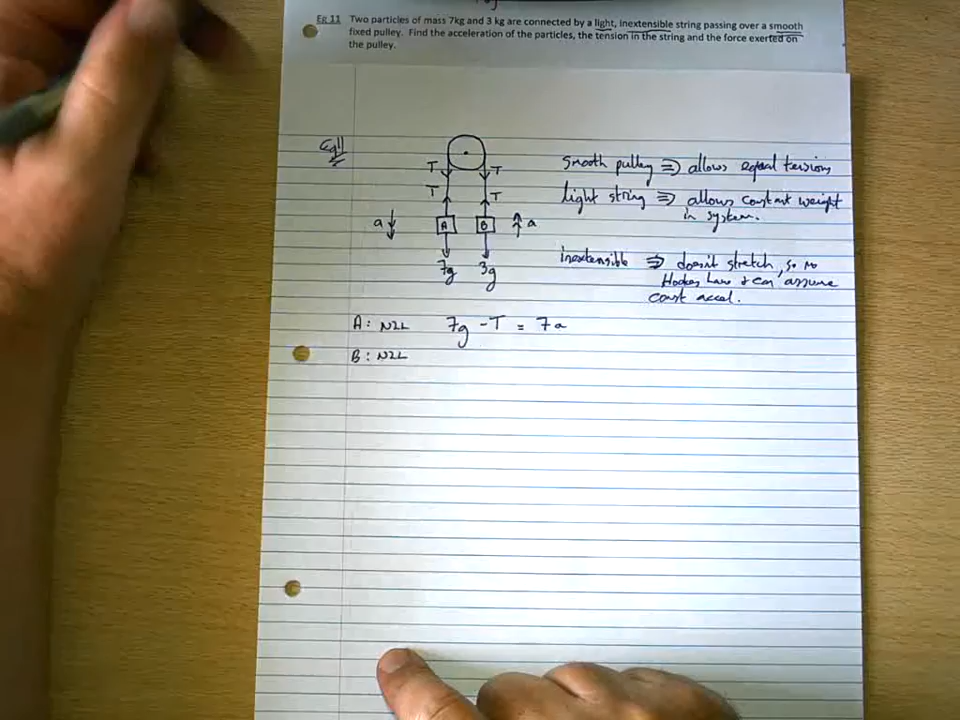 Eg 11 Two particles of mass 7kg and 3 kg are connected by a light, inextensible string passing over a smooth
fixed pulley. Find the acceleration of the particles, the tension in the string and the force exerted on
the pulley.
Eg 11
Smooth pulley ⇒ allows equal tensions
T T
T T
light string ⇒ allows constant weight
in system.
a A B a
7g 3g
inextensible ⇒ doesn't stretch, so no
Hookes Law & can assume
const accel.
A: N2L 7g - T = 7a
B: N2L